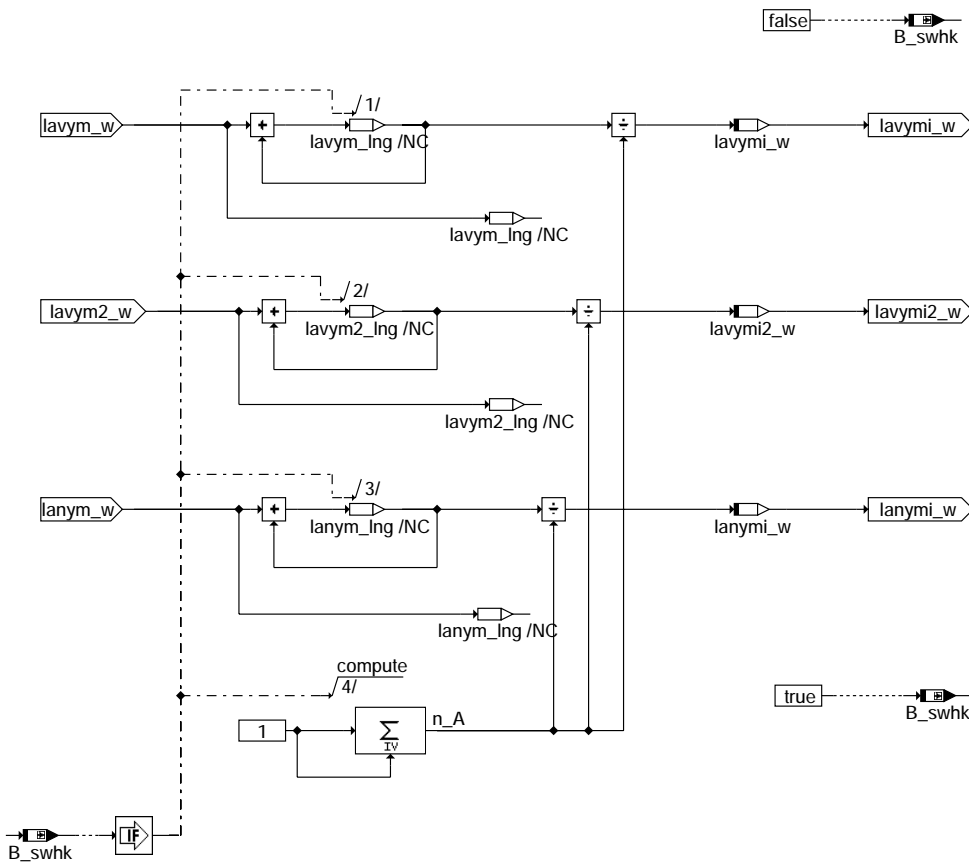 false
B_swhk
1/
lavym_w
+
÷
lavym_w
lavym_lng /NC
lavymi_w
lavymi_w
lavym_lng /NC
2/
lavym2_w
+
÷
lavym2_lng /NC
lavymi2_w
lavymi2_w
lavym2_lng /NC
3/
lanym_w
+
÷
lanym_lng /NC
lanymi_w
lanymi_w
lanym_lng /NC
compute
4/
true
B_swhk
n_A
1
Σ
IV
IF
B_swhk